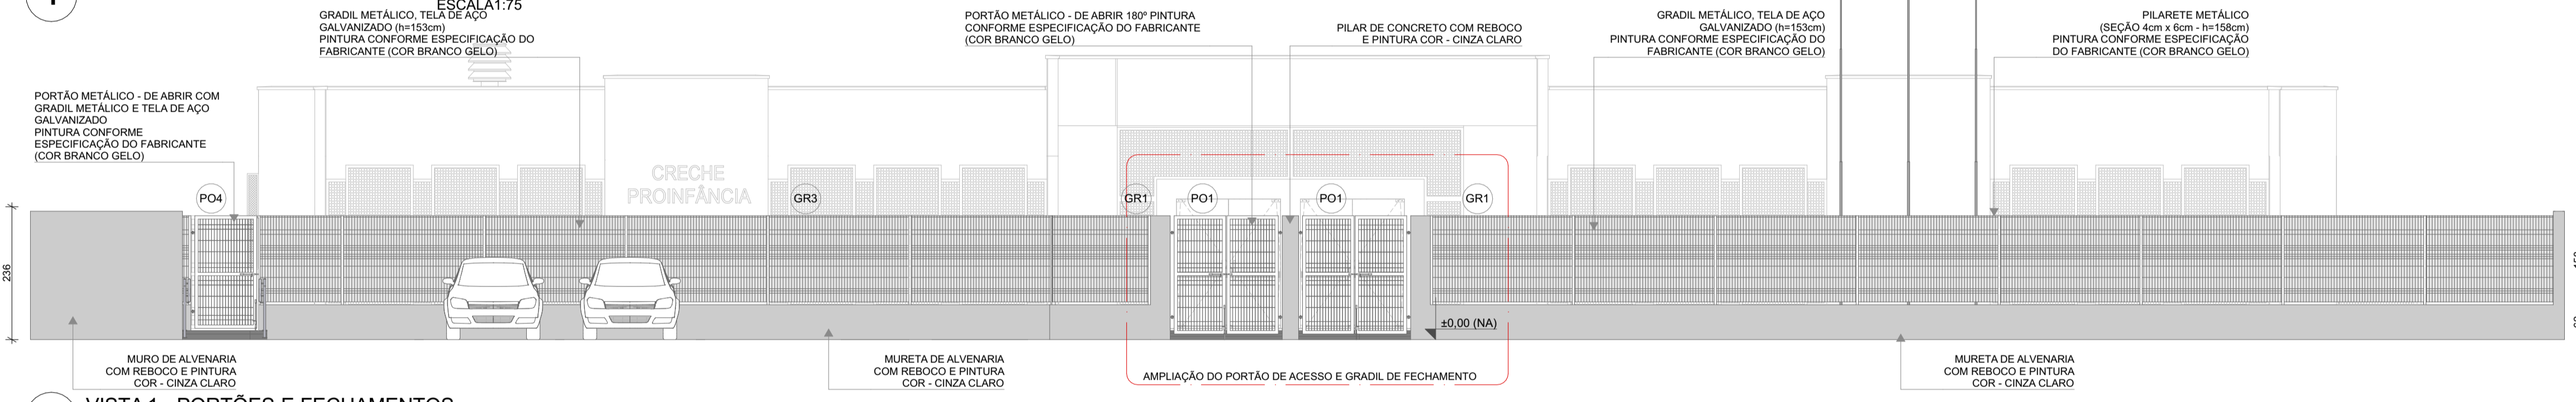 ESCALA1:75
GRADIL METÁLICO, TELA DE AÇO
GALVANIZADO (h=153cm)
PINTURA CONFORME ESPECIFICAÇÃO DO
FABRICANTE (COR BRANCO GELO)
PORTÃO METÁLICO - DE ABRIR 180º PINTURA
CONFORME ESPECIFICAÇÃO DO FABRICANTE
(COR BRANCO GELO)
PILAR DE CONCRETO COM REBOCO
E PINTURA COR - CINZA CLARO
GRADIL METÁLICO, TELA DE AÇO
GALVANIZADO (h=153cm)
PINTURA CONFORME ESPECIFICAÇÃO DO
FABRICANTE (COR BRANCO GELO)
PILARETE METÁLICO
(SEÇÃO 4cm x 6cm - h=158cm)
PINTURA CONFORME ESPECIFICAÇÃO
DO FABRICANTE (COR BRANCO GELO)
PORTÃO METÁLICO - DE ABRIR COM
GRADIL METÁLICO E TELA DE AÇO
GALVANIZADO
PINTURA CONFORME
ESPECIFICAÇÃO DO FABRICANTE
(COR BRANCO GELO)
CRECHE
PROINFÂNCIA
PO4
GR3
GR1
PO1
PO1
GR1
236
±0,00 (NA)
MURO DE ALVENARIA
COM REBOCO E PINTURA
COR - CINZA CLARO
MURETA DE ALVENARIA
COM REBOCO E PINTURA
COR - CINZA CLARO
AMPLIAÇÃO DO PORTÃO DE ACESSO E GRADIL DE FECHAMENTO
MURETA DE ALVENARIA
COM REBOCO E PINTURA
COR - CINZA CLARO
VISTA 1 - PORTÕES E FECHAMENTOS